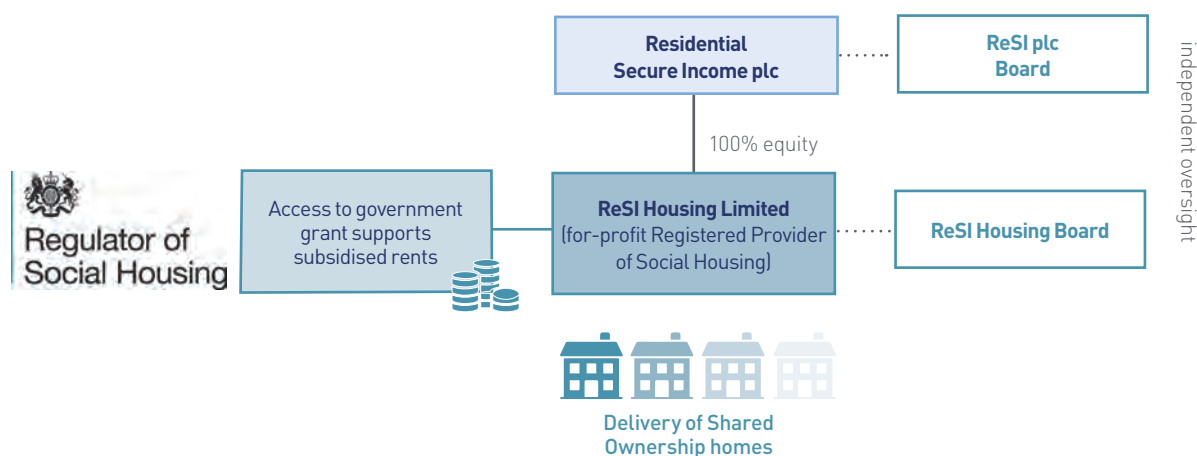 Residential
Secure Income plc
ReSI plc
Board
independent oversight
100% equity
Regulator of
Social Housing
Access to government
grant supports
subsidised rents
ReSI Housing Limited
(for-profit Registered Provider
of Social Housing)
ReSI Housing Board
Delivery of Shared
Ownership homes